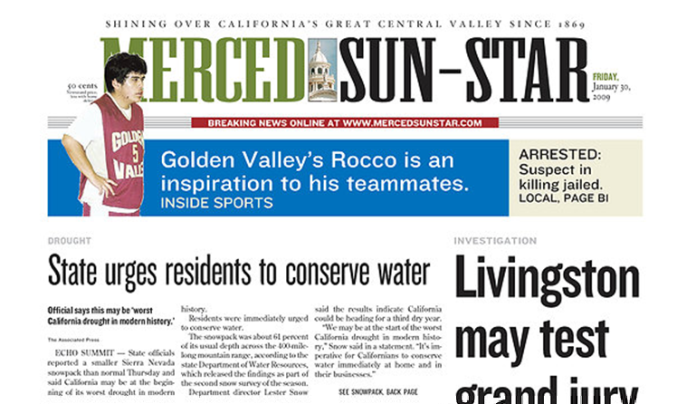 SHINING OVER CALIFORNIA'S GREAT CENTRAL VALLEY SINCE 1869
MERCED SUN-STAR
50 cents
FRIDAY,
January 30,
2009
BREAKING NEWS ONLINE AT WWW.MERCEDSUNSTAR.COM
GOLDEN
5
VALL
Golden Valley's Rocco is an
inspiration to his teammates.
INSIDE SPORTS
ARRESTED:
Suspect in
killing jailed.
LOCAL, PAGE B1
DROUGHT
State urges residents to conserve water
Official says this may be 'worst
California drought in modern history.'
The Associated Press
ECHO SUMMIT — State officials
reported a smaller Sierra Nevada
snowpack than normal Thursday and
said California may be at the begin-
ning of its worst drought in modern
history.
Residents were immediately urged
to conserve water.
The snowpack was about 61 percent
of its usual depth across the 400-mile-
long mountain range, according to the
state Department of Water Resources,
which released the findings as part of
the second snow survey of the season.
Department director Lester Snow
said the results indicate California
could be heading for a third dry year.
"We may be at the start of the worst
California drought in modern histo-
ry," Snow said in a statement. "It's im-
perative for Californians to conserve
water immediately at home and in
their businesses."
SEE SNOWPACK, BACK PAGE
INVESTIGATION
Livingston
may test
grand jury